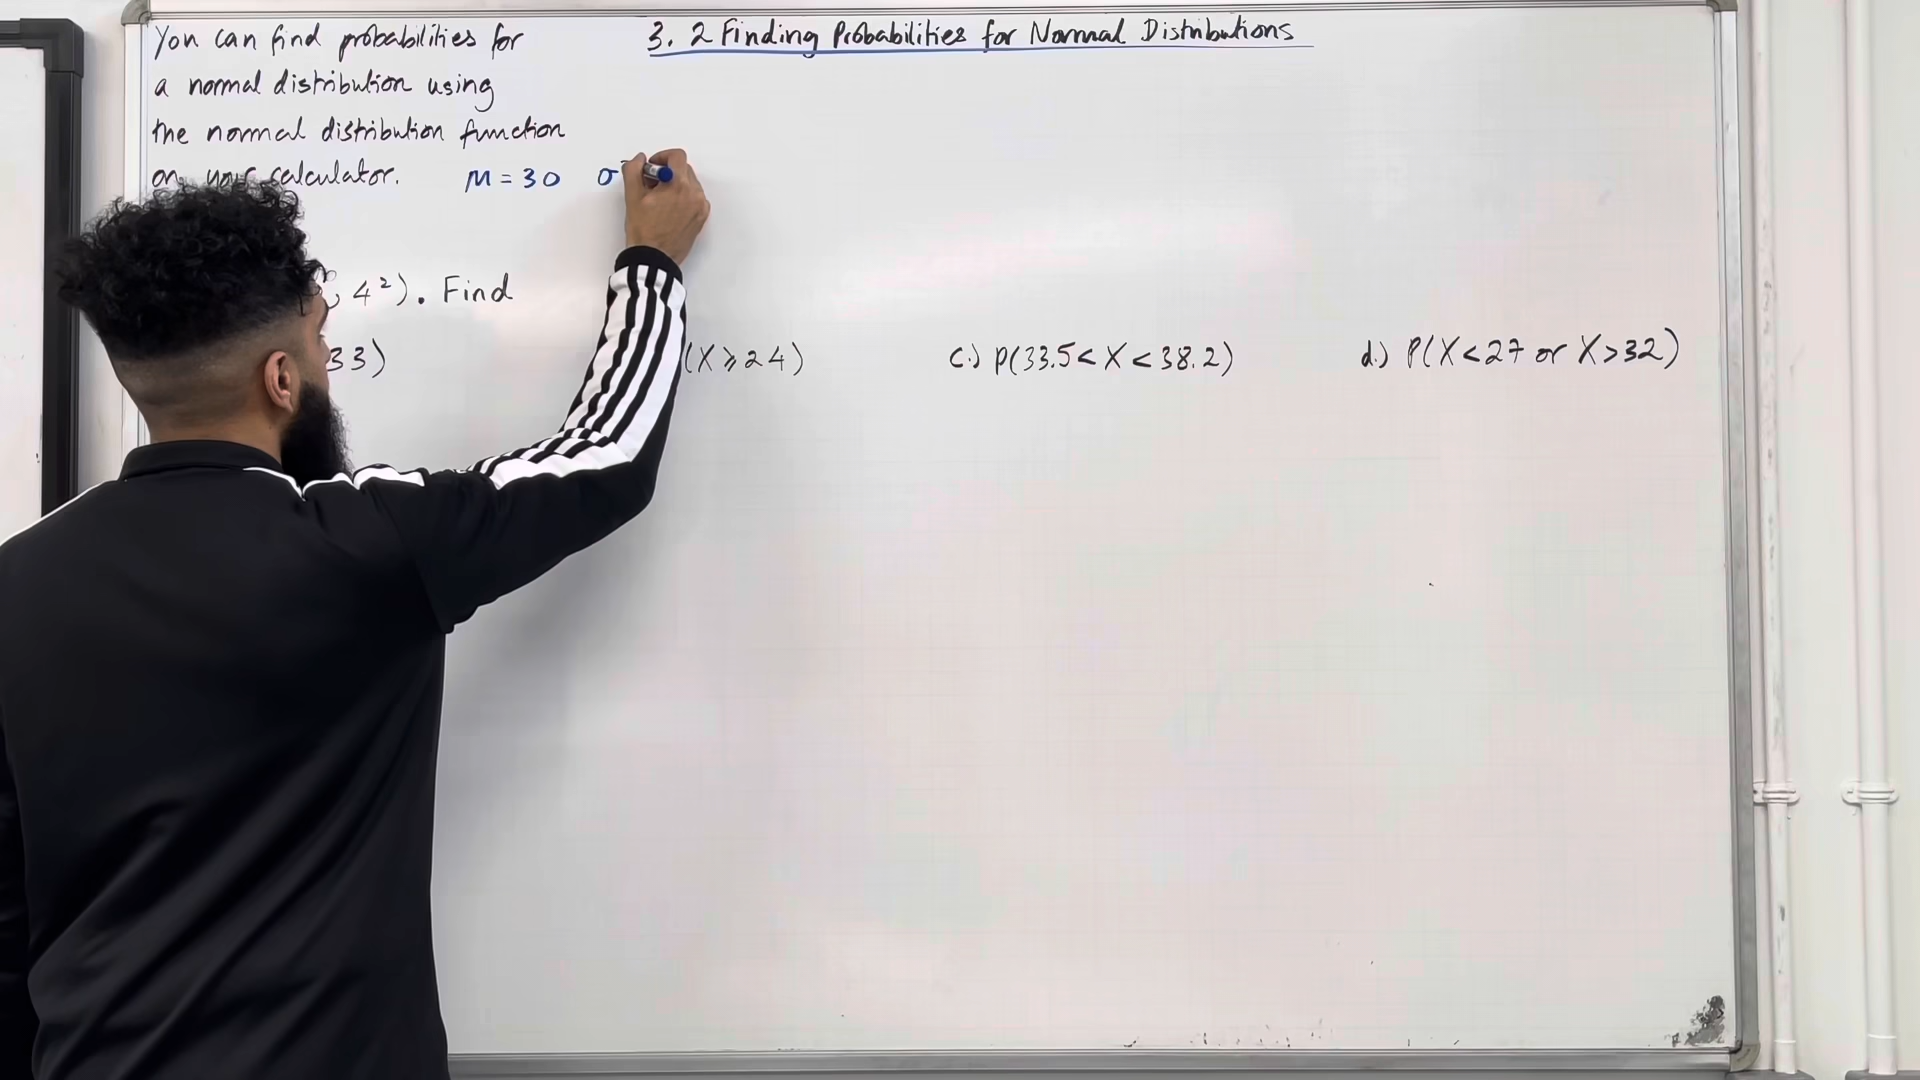 3.2 Finding Probabilities for Normal Distributions
You can find probabilities for
a normal distribution using
the normal distribution function
on your calculator. μ = 30 σ
, 4²). Find
33)
(X ⩾ 24)
c.) P(33.5 < X < 38.2)
d.) P(X < 27 or X > 32)